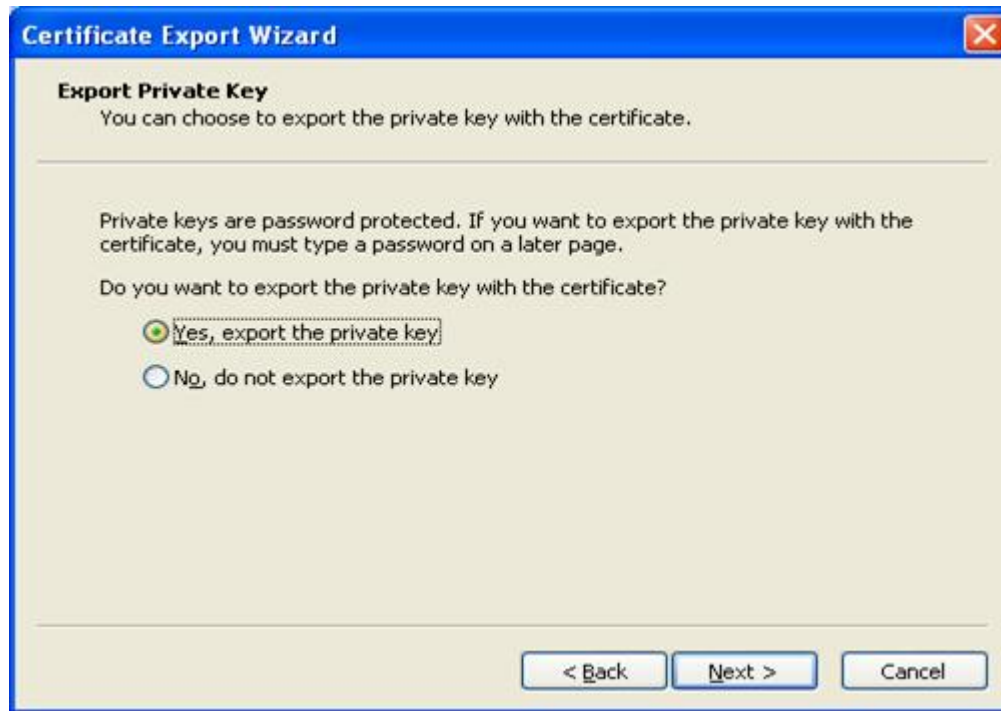 Certificate Export Wizard
Export Private Key
You can choose to export the private key with the certificate.
Private keys are password protected. If you want to export the private key with the
certificate, you must type a password on a later page.
Do you want to export the private key with the certificate?
Yes, export the private key
No, do not export the private key
< Back Next > Cancel